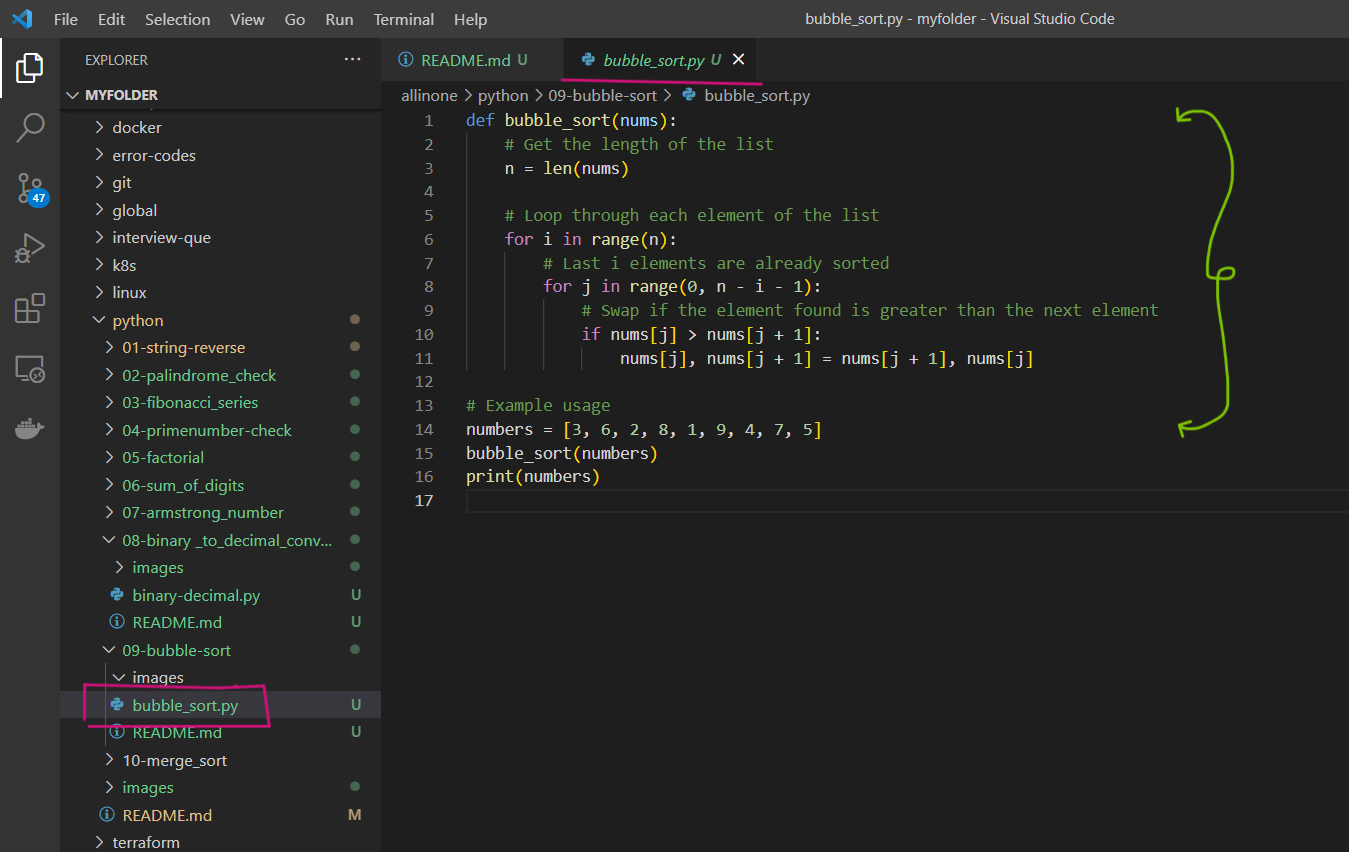 File Edit Selection View Go Run Terminal Help
bubble_sort.py - myfolder - Visual Studio Code
EXPLORER
MYFOLDER
docker
error-codes
git
global
interview-que
k8s
linux
python
01-string-reverse
02-palindrome_check
03-fibonacci_series
04-primenumber-check
05-factorial
06-sum_of_digits
07-armstrong_number
08-binary _to_decimal_conv...
images
binary-decimal.py U
README.md U
09-bubble-sort
images
bubble_sort.py U
README.md U
10-merge_sort
images
README.md M
terraform
47
README.md U bubble_sort.py U
allinone > python > 09-bubble-sort > bubble_sort.py
1 def bubble_sort(nums):
2     # Get the length of the list
3     n = len(nums)
4
5     # Loop through each element of the list
6     for i in range(n):
7         # Last i elements are already sorted
8         for j in range(0, n - i - 1):
9             # Swap if the element found is greater than the next element
10             if nums[j] > nums[j + 1]:
11                 nums[j], nums[j + 1] = nums[j + 1], nums[j]
12
13 # Example usage
14 numbers = [3, 6, 2, 8, 1, 9, 4, 7, 5]
15 bubble_sort(numbers)
16 print(numbers)
17